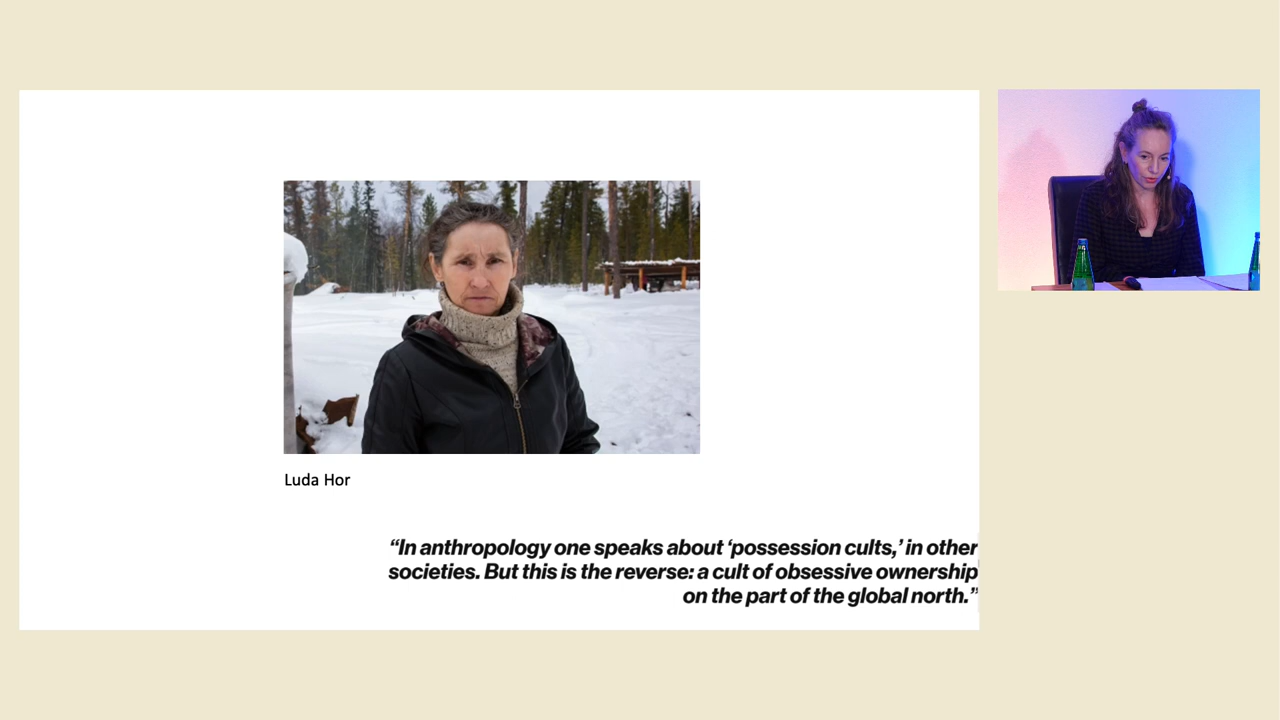 Luda Hor
“In anthropology one speaks about ‘possession cults,’ in other
societies. But this is the reverse: a cult of obsessive ownership
on the part of the global north.”